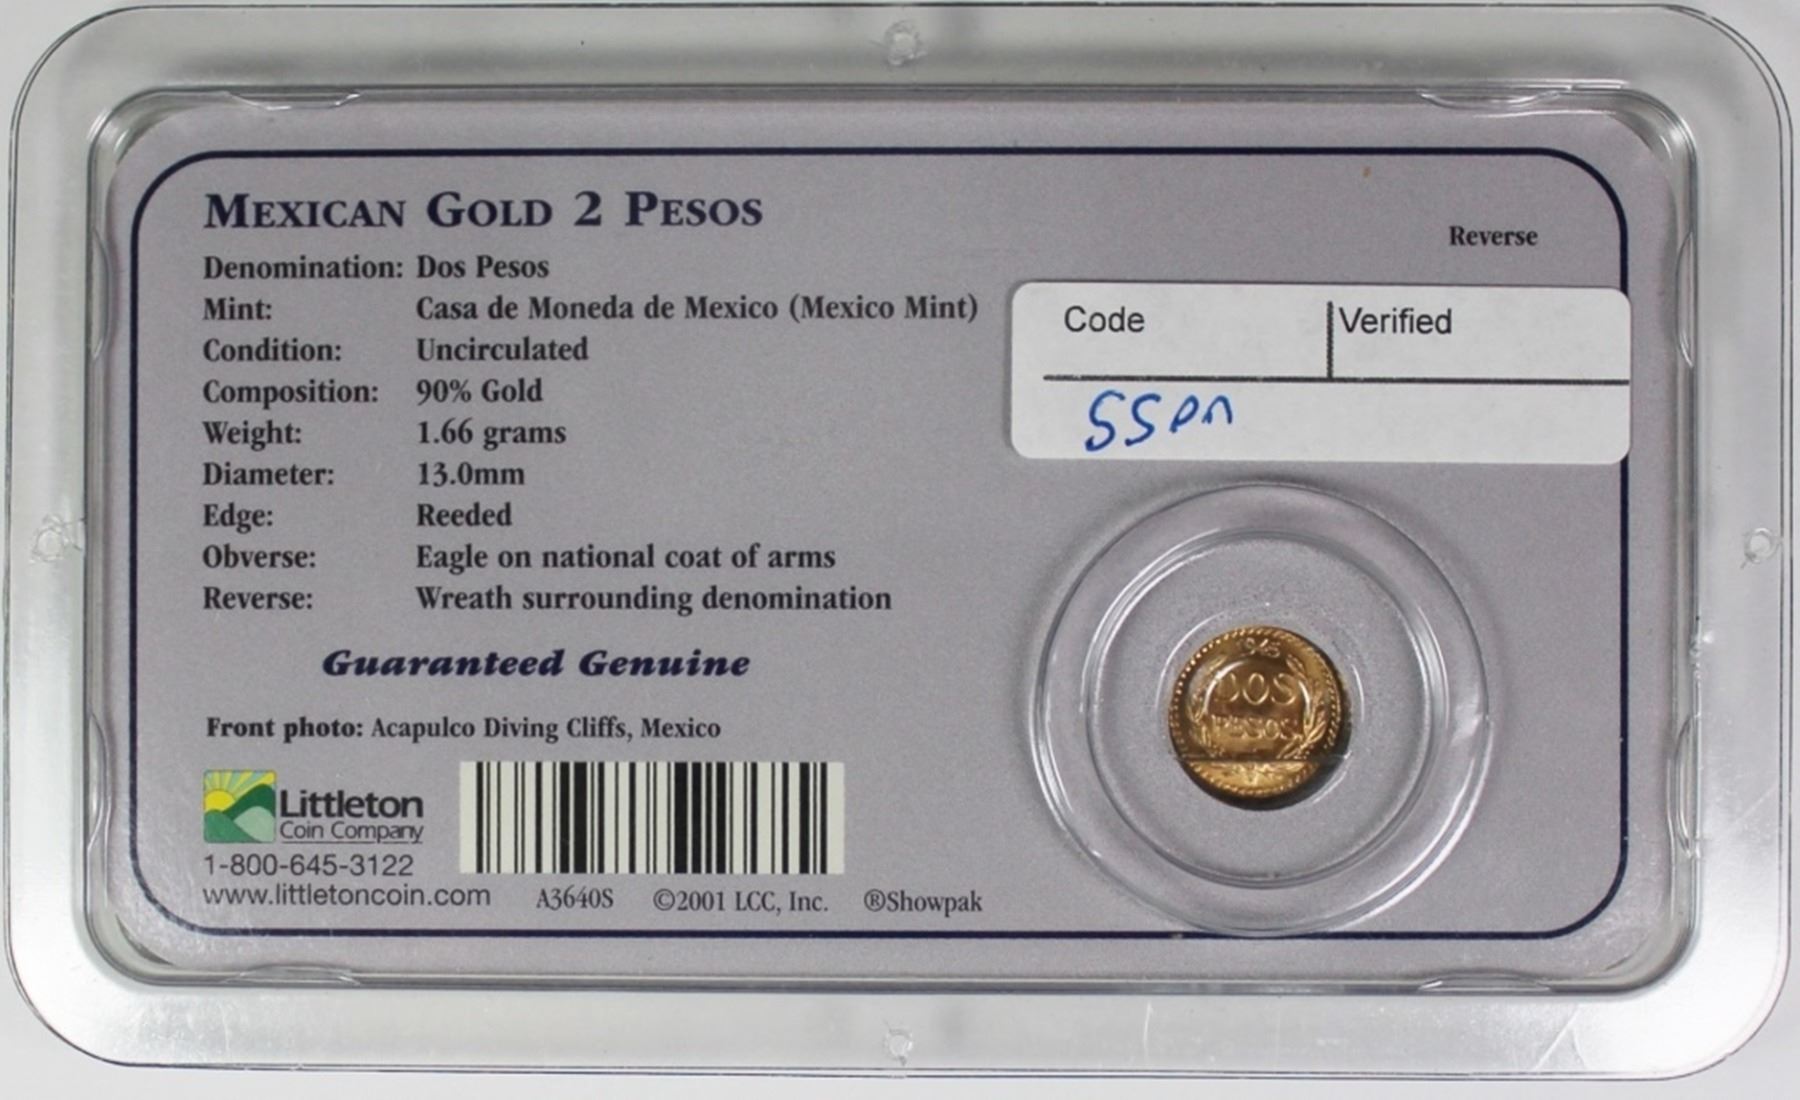 MEXICAN GOLD 2 PESOS
Reverse
Denomination: Dos Pesos
Mint: Casa de Moneda de Mexico (Mexico Mint)
Condition: Uncirculated
Composition: 90% Gold
Weight: 1.66 grams
Diameter: 13.0mm
Edge: Reeded
Obverse: Eagle on national coat of arms
Reverse: Wreath surrounding denomination
Guaranteed Genuine
Front photo: Acapulco Diving Cliffs, Mexico
Littleton
Coin Company
1-800-645-3122
www.littletoncoin.com
A3640S ©2001 LCC, Inc. ®Showpak
Code Verified
1945
DOS
PESOS